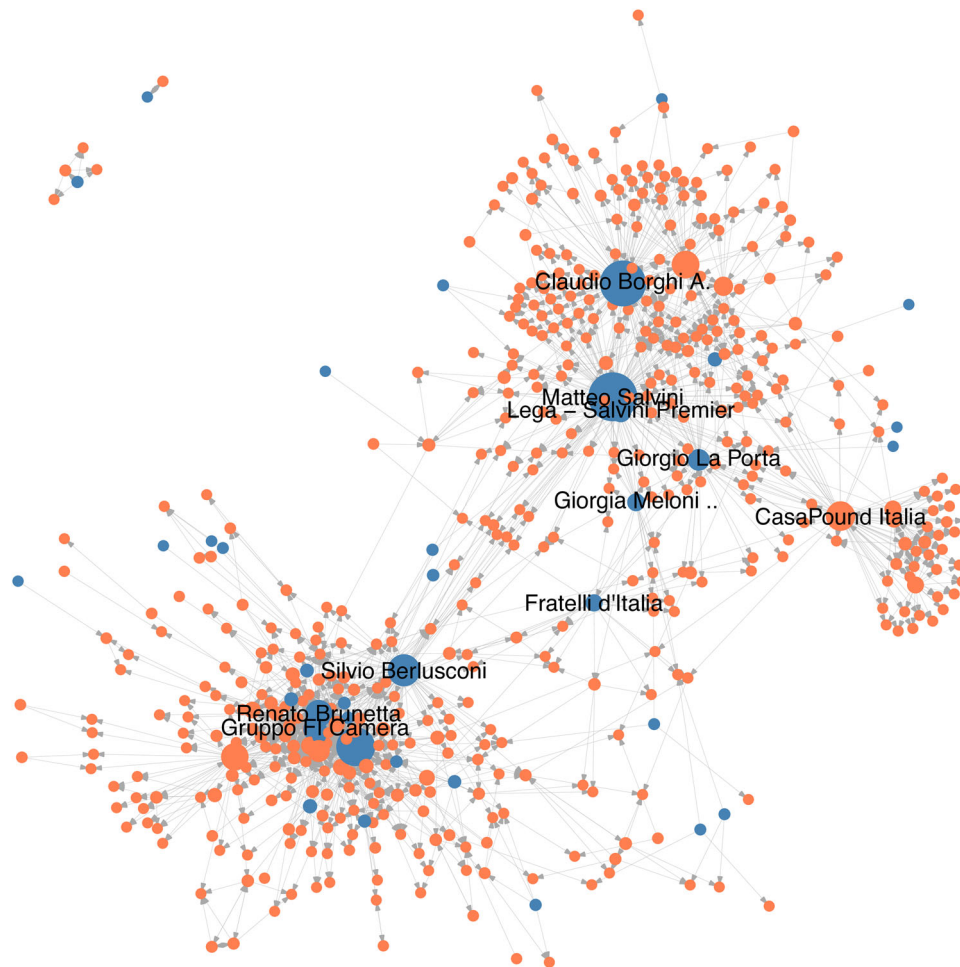 Claudio Borghi A.
Matteo Salvini
Lega – Salvini Premier
Giorgio La Porta
Giorgia Meloni ..
CasaPound Italia
Fratelli d'Italia
Silvio Berlusconi
Renato Brunetta
Gruppo FI Camera